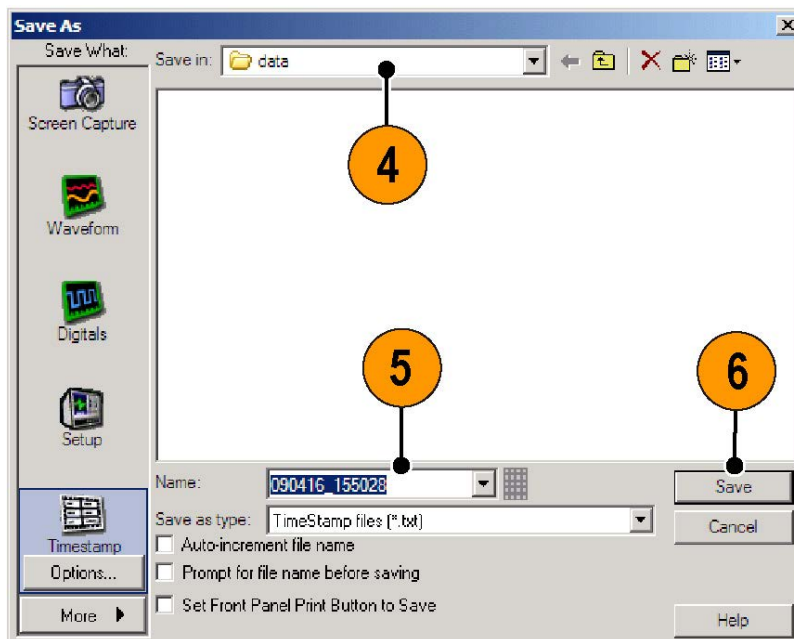 Save As
Save What:
Save in: data
Screen Capture
4
Waveform
Digitals
5
6
Setup
Name: 090416_155028
Save
Save as type: TimeStamp files (*.txt)
Cancel
Timestamp
Auto-increment file name
Options...
Prompt for file name before saving
Set Front Panel Print Button to Save
More
Help